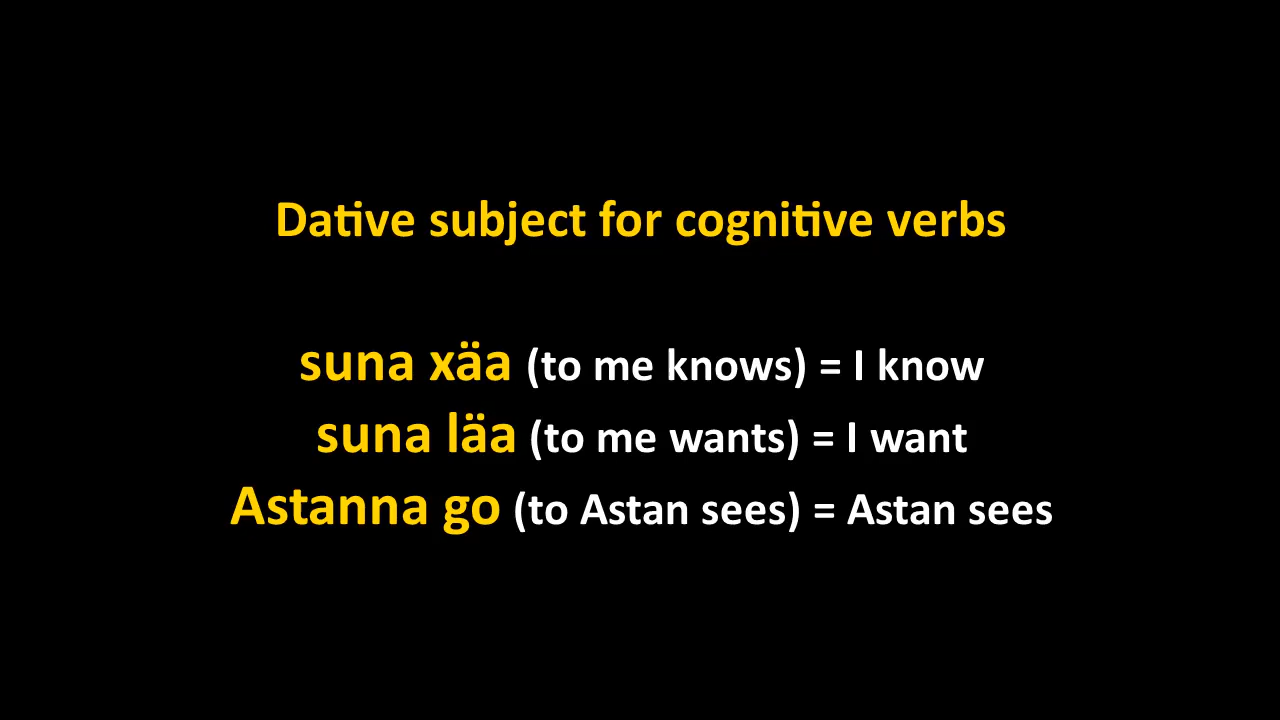 Dative subject for cognitive verbs
suna xäa (to me knows) = I know
suna läa (to me wants) = I want
Astanna go (to Astan sees) = Astan sees